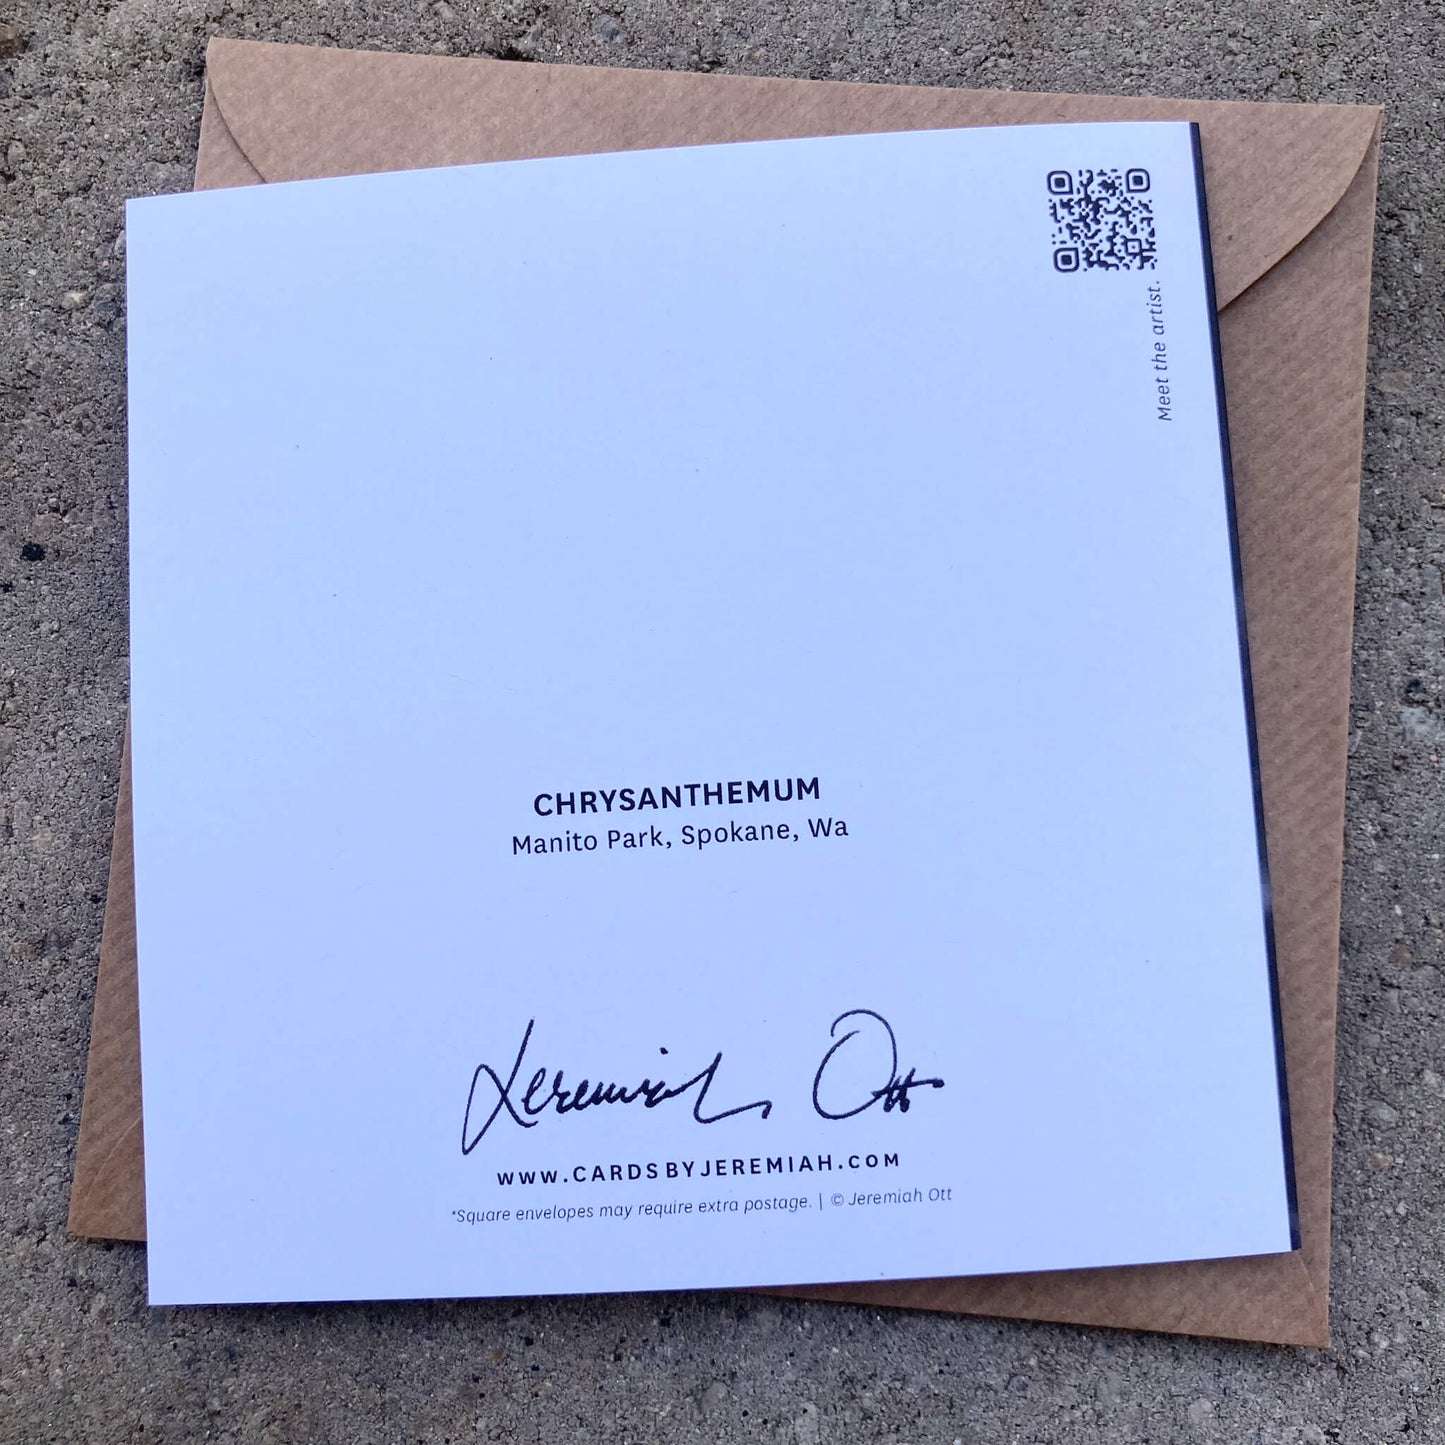 Meet the artist.
CHRYSANTHEMUM
Manito Park, Spokane, Wa
Jeremiah Ott
WWW.CARDSBYJEREMIAH.COM
*Square envelopes may require extra postage. | © Jeremiah Ott